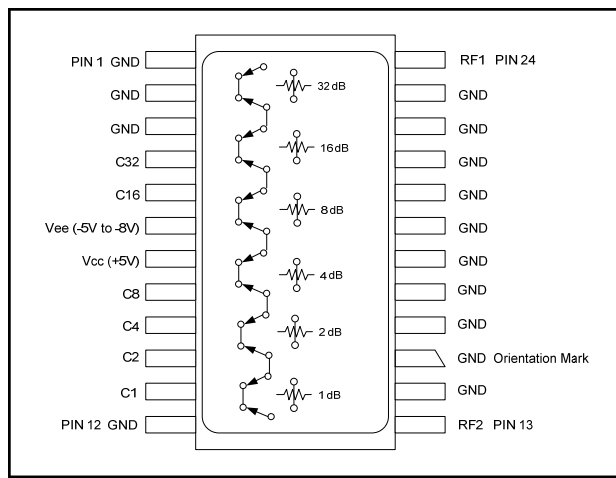 PIN 1 GND
GND
GND
C32
C16
Vee (-5V to -8V)
Vcc (+5V)
C8
C4
C2
C1
PIN 12 GND
32 dB
16 dB
8 dB
4 dB
2 dB
1 dB
RF1 PIN 24
GND
GND
GND
GND
GND
GND
GND
GND
GND Orientation Mark
GND
RF2 PIN 13